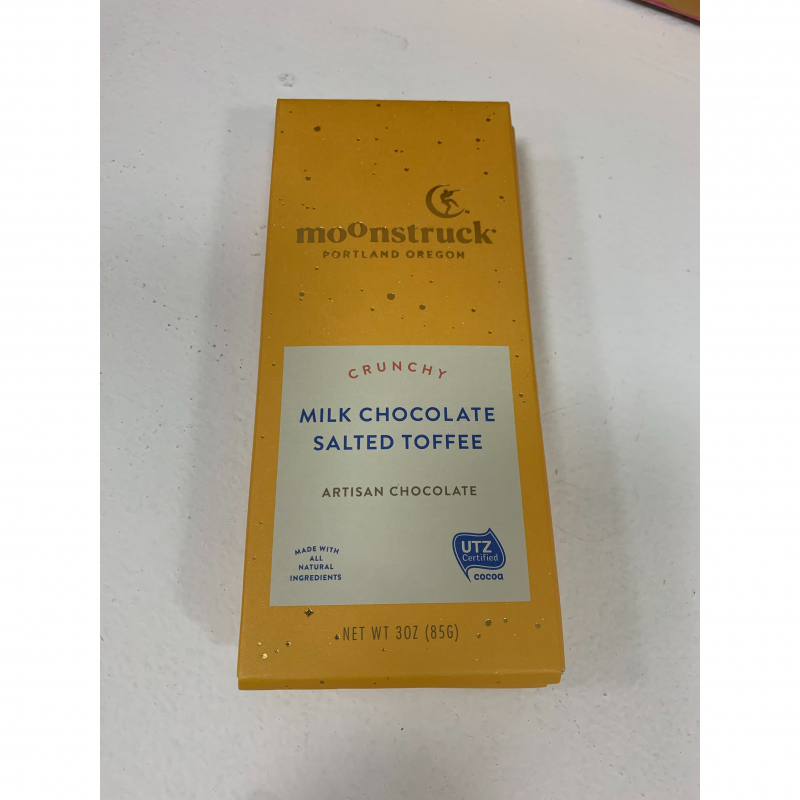 moonstruck
PORTLAND OREGON
CRUNCHY
MILK CHOCOLATE
SALTED TOFFEE
ARTISAN CHOCOLATE
MADE WITH
ALL
NATURAL
INGREDIENTS
UTZ
Certified
cocoa
NET WT 3OZ (85G)